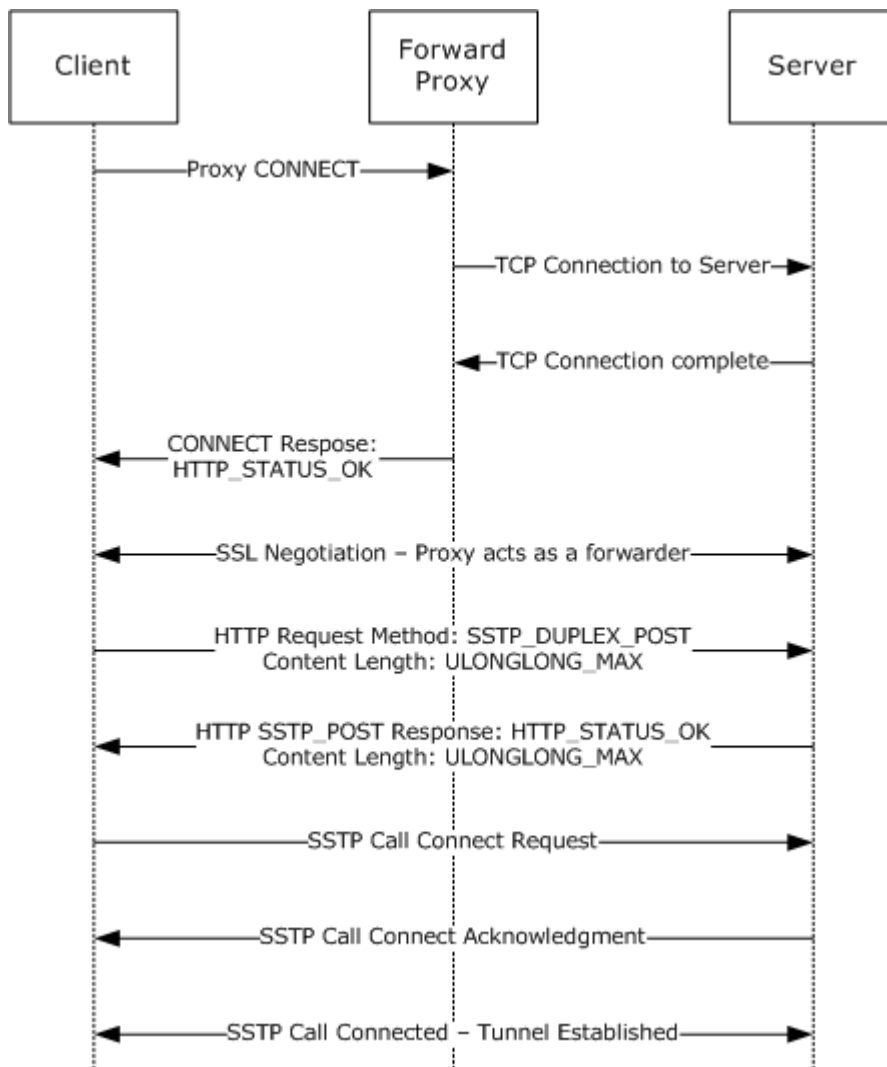 Client
Forward
Proxy
Server
Proxy CONNECT
TCP Connection to Server
TCP Connection complete
CONNECT Respose:
HTTP_STATUS_OK
SSL Negotiation – Proxy acts as a forwarder
HTTP Request Method: SSTP_DUPLEX_POST
Content Length: ULONGLONG_MAX
HTTP SSTP_POST Response: HTTP_STATUS_OK
Content Length: ULONGLONG_MAX
SSTP Call Connect Request
SSTP Call Connect Acknowledgment
SSTP Call Connected – Tunnel Established